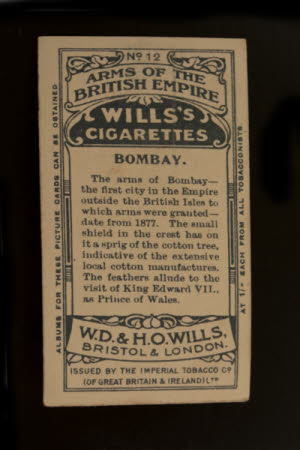 No 12
ARMS OF THE
BRITISH EMPIRE
WILLS'S
CIGARETTES
BOMBAY.
The arms of Bombay—
the first city in the Empire
outside the British Isles to
which arms were granted—
date from 1877. The small
shield in the crest has on
it a sprig of the cotton tree,
indicative of the extensive
local cotton manufactures.
The feathers allude to the
visit of King Edward VII.,
as Prince of Wales.
W.D. & H.O. WILLS,
BRISTOL & LONDON.
ISSUED BY THE IMPERIAL TOBACCO Co
(OF GREAT BRITAIN & IRELAND) LTD
ALBUMS FOR THESE PICTURE CARDS CAN BE OBTAINED
AT 1/- EACH FROM ALL TOBACCONISTS